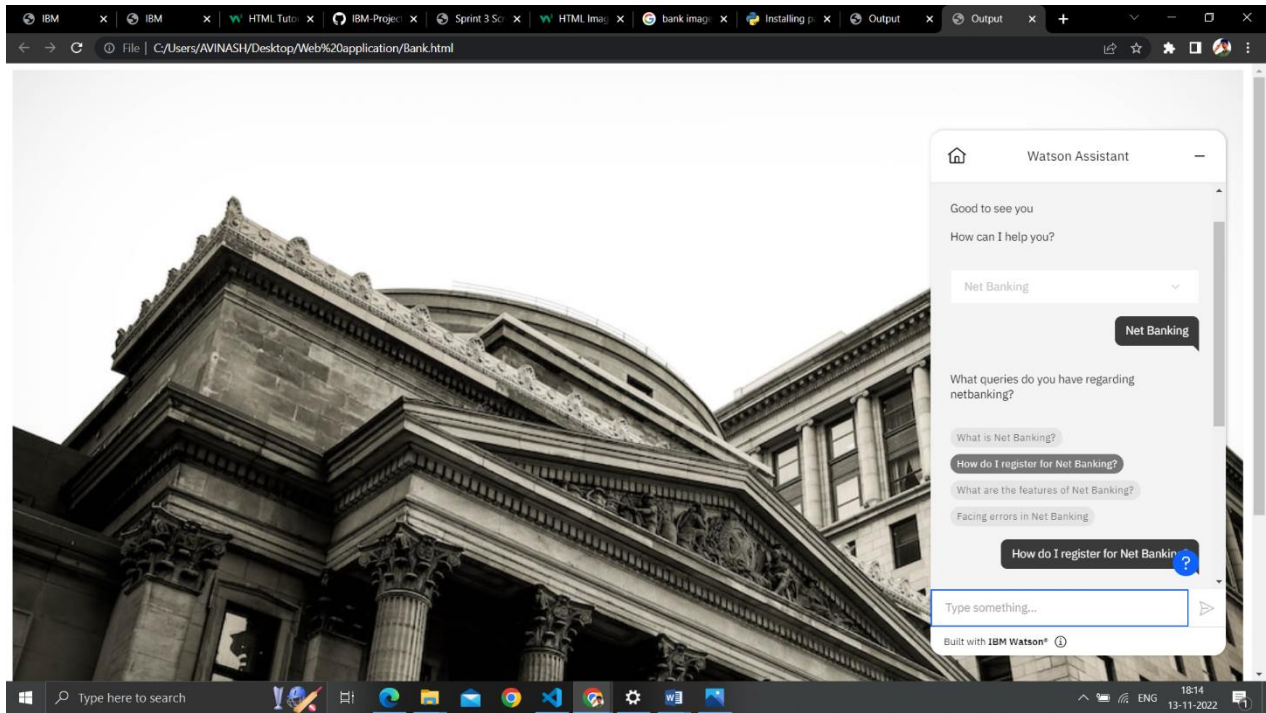 IBM
IBM
HTML Tuto
IBM-Project
Sprint 3 Scr
HTML Imag
bank image
Installing p
Output
Output
File | C:/Users/AVINASH/Desktop/Web%20application/Bank.html
Watson Assistant
Good to see you
How can I help you?
Net Banking
Net Banking
What queries do you have regarding
netbanking?
What is Net Banking?
How do I register for Net Banking?
What are the features of Net Banking?
Facing errors in Net Banking
How do I register for Net Bankin
?
Type something...
Built with IBM Watson®
Type here to search
ENG
18:14
13-11-2022
1